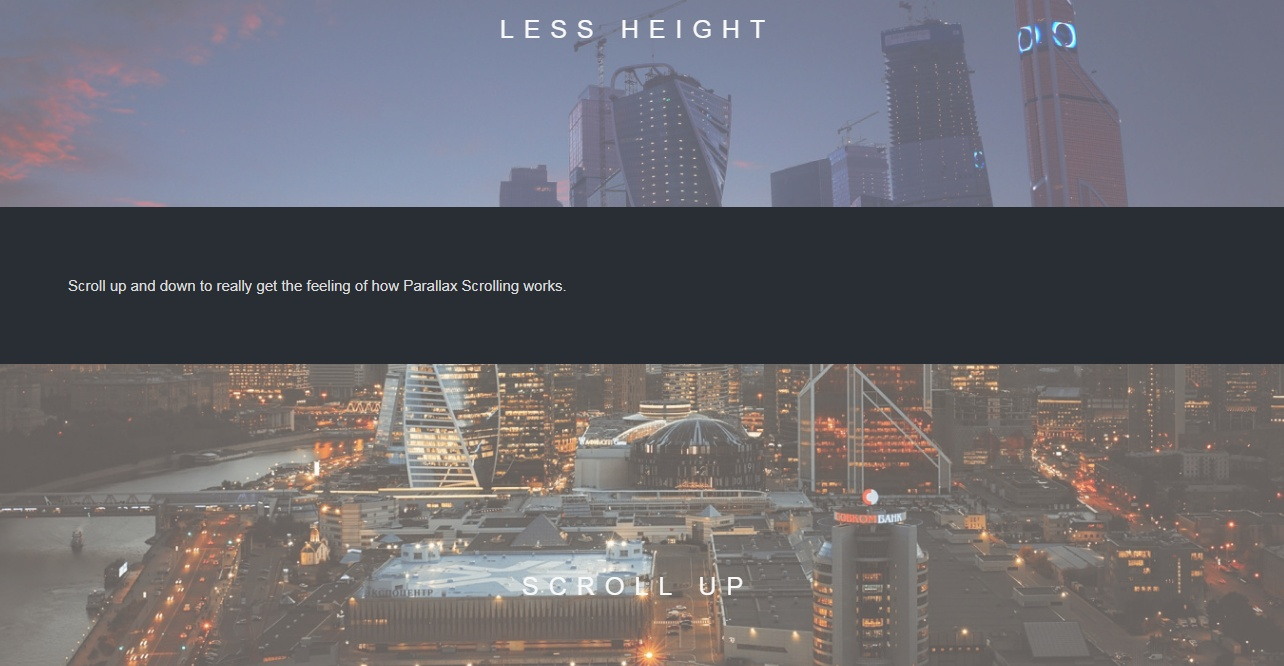 LESS HEIGHT
Scroll up and down to really get the feeling of how Parallax Scrolling works.
SCROLL UP